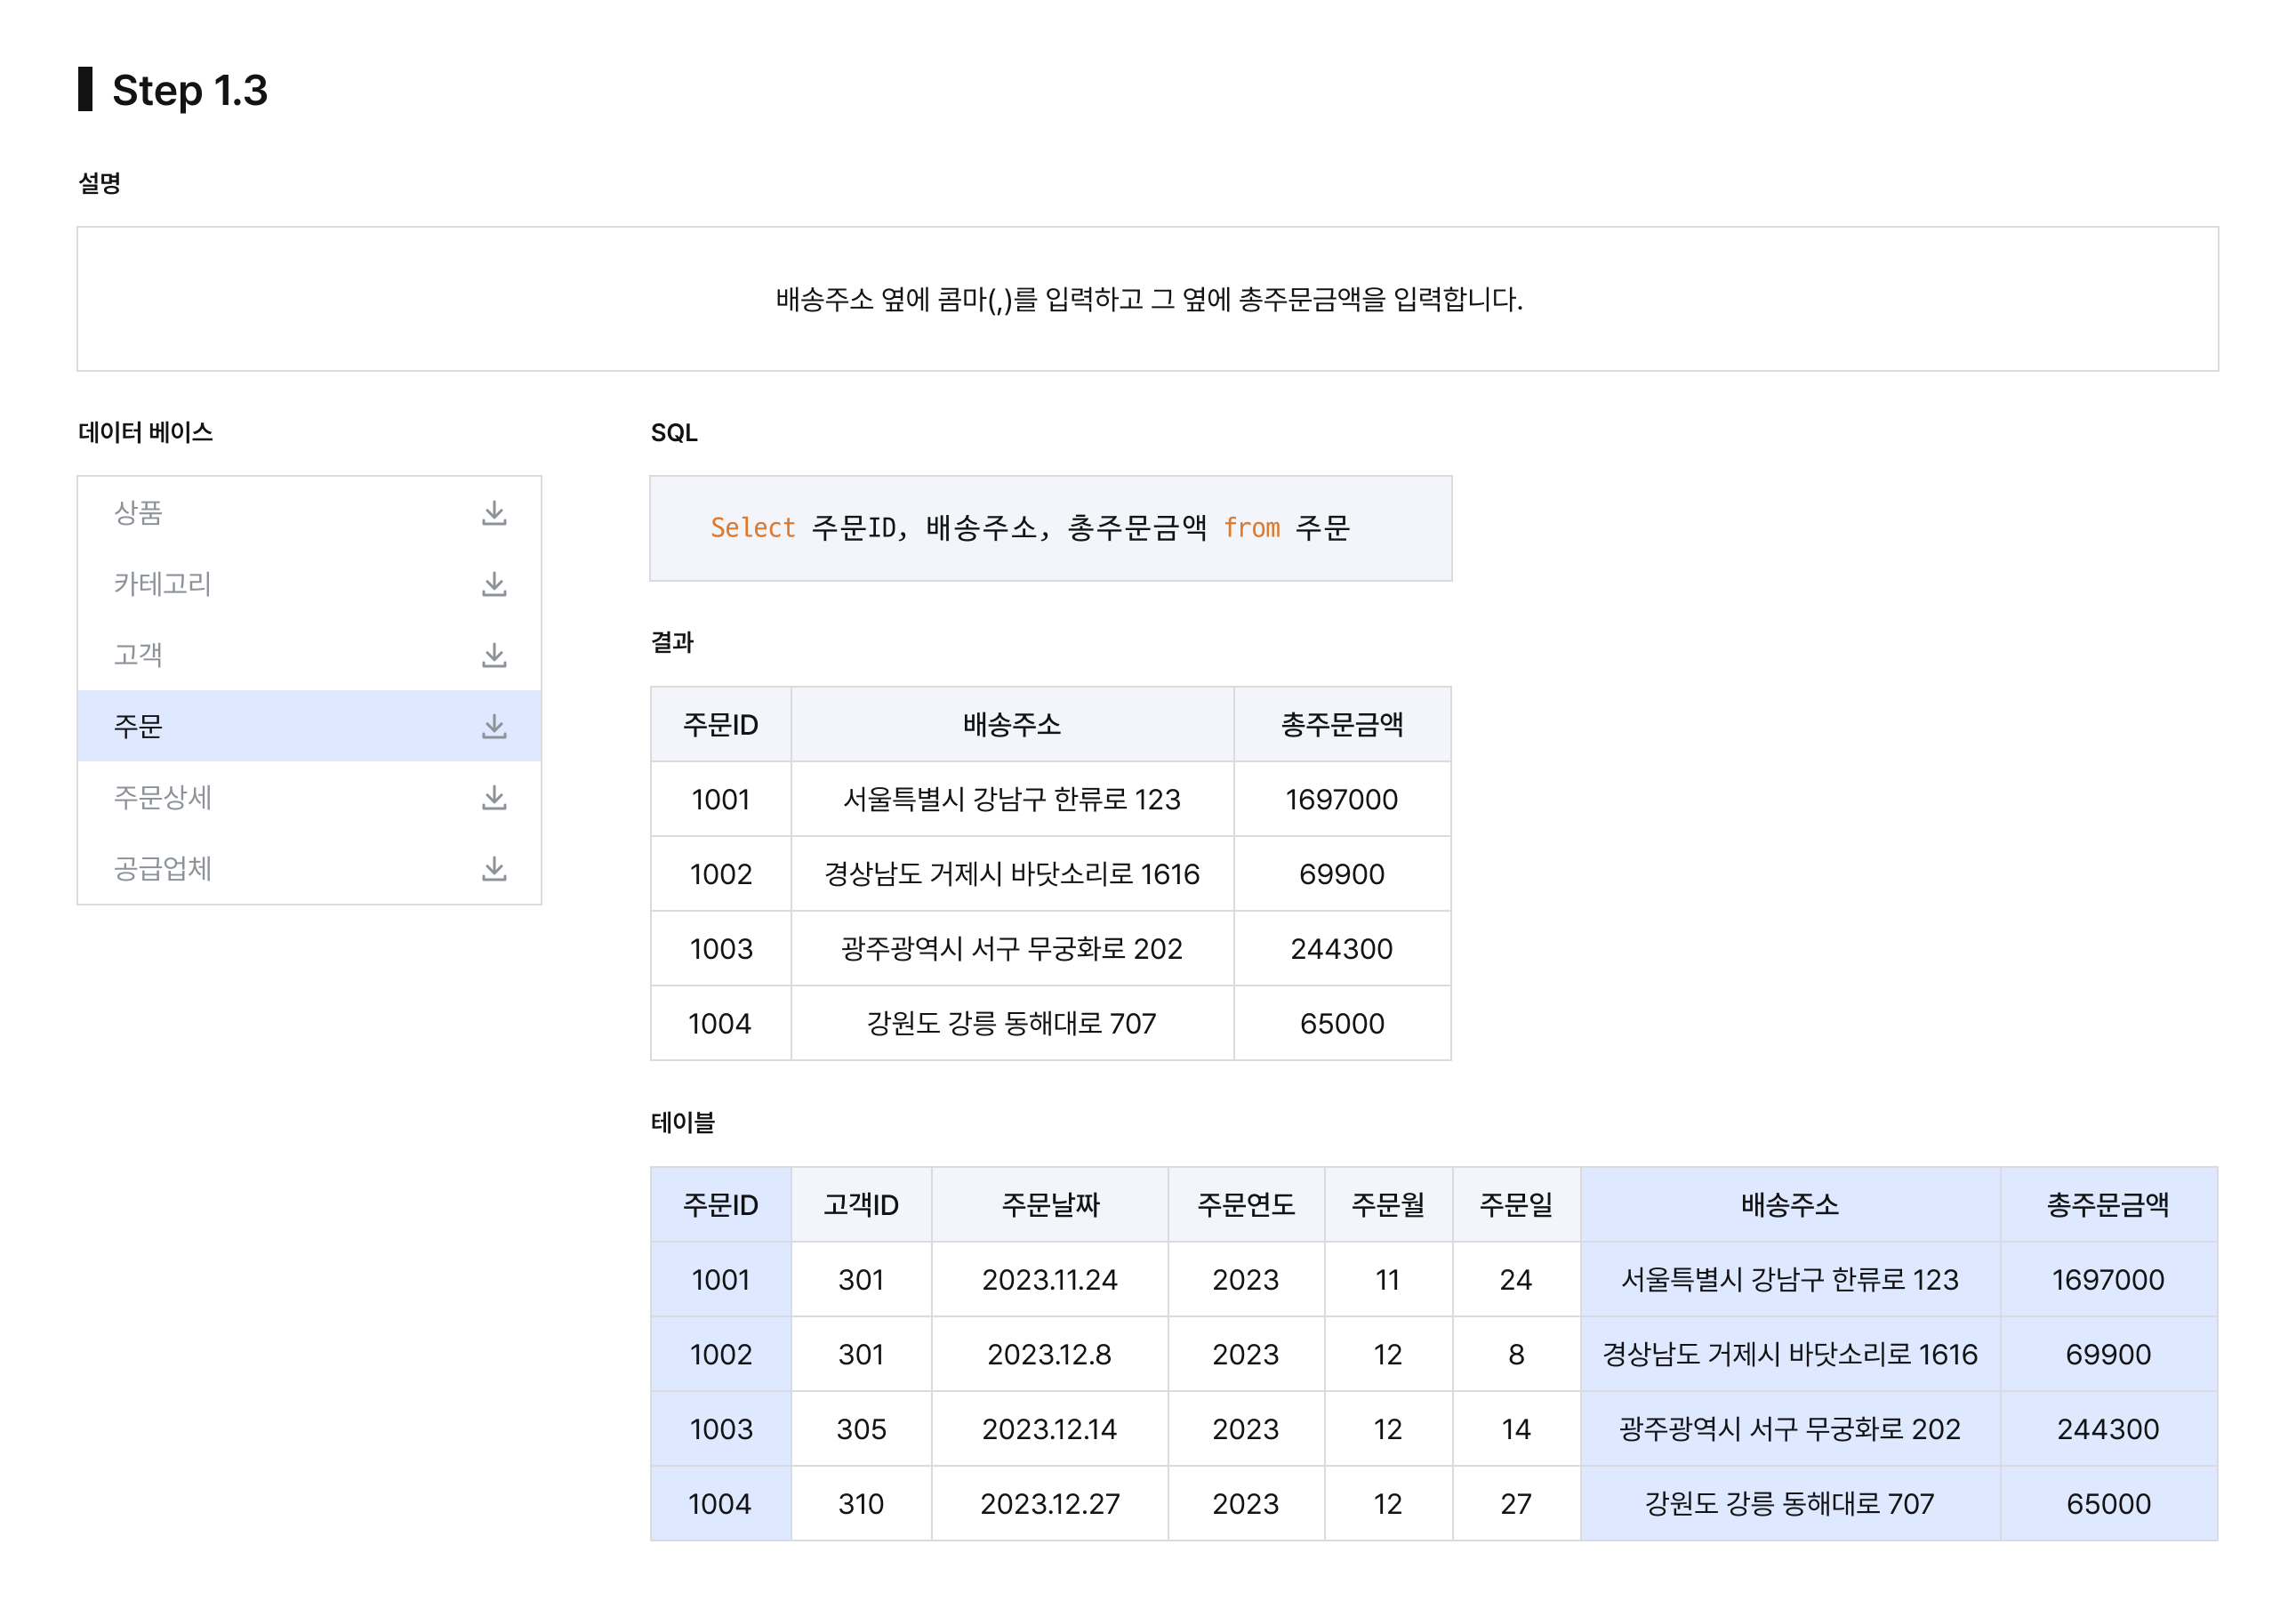 Step 1.3
설명
배송주소 옆에 콤마(,)를 입력하고 그 옆에 총주문금액을 입력합니다.
데이터 베이스
상품
카테고리
고객
주문
주문상세
공급업체
SQL
Select 주문ID, 배송주소, 총주문금액 from 주문
결과
주문ID 배송주소 총주문금액
1001 서울특별시 강남구 한류로 123 1697000
1002 경상남도 거제시 바닷소리로 1616 69900
1003 광주광역시 서구 무궁화로 202 244300
1004 강원도 강릉 동해대로 707 65000
테이블
주문ID 고객ID 주문날짜 주문연도 주문월 주문일 배송주소 총주문금액
1001 301 2023.11.24 2023 11 24 서울특별시 강남구 한류로 123 1697000
1002 301 2023.12.8 2023 12 8 경상남도 거제시 바닷소리로 1616 69900
1003 305 2023.12.14 2023 12 14 광주광역시 서구 무궁화로 202 244300
1004 310 2023.12.27 2023 12 27 강원도 강릉 동해대로 707 65000